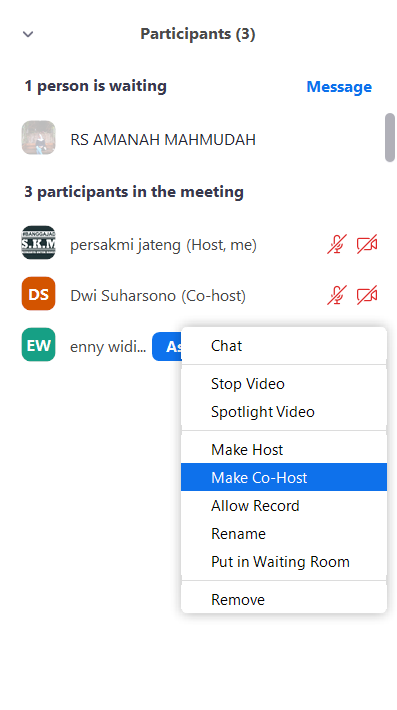 Participants (3)
1 person is waiting
Message
RS AMANAH MAHMUDAH
3 participants in the meeting
#BANGGAJAD
S.K.M
persakmi jateng (Host, me)
DS
Dwi Suharsono (Co-host)
EW
enny widi...
As
Chat
Stop Video
Spotlight Video
Make Host
Make Co-Host
Allow Record
Rename
Put in Waiting Room
Remove